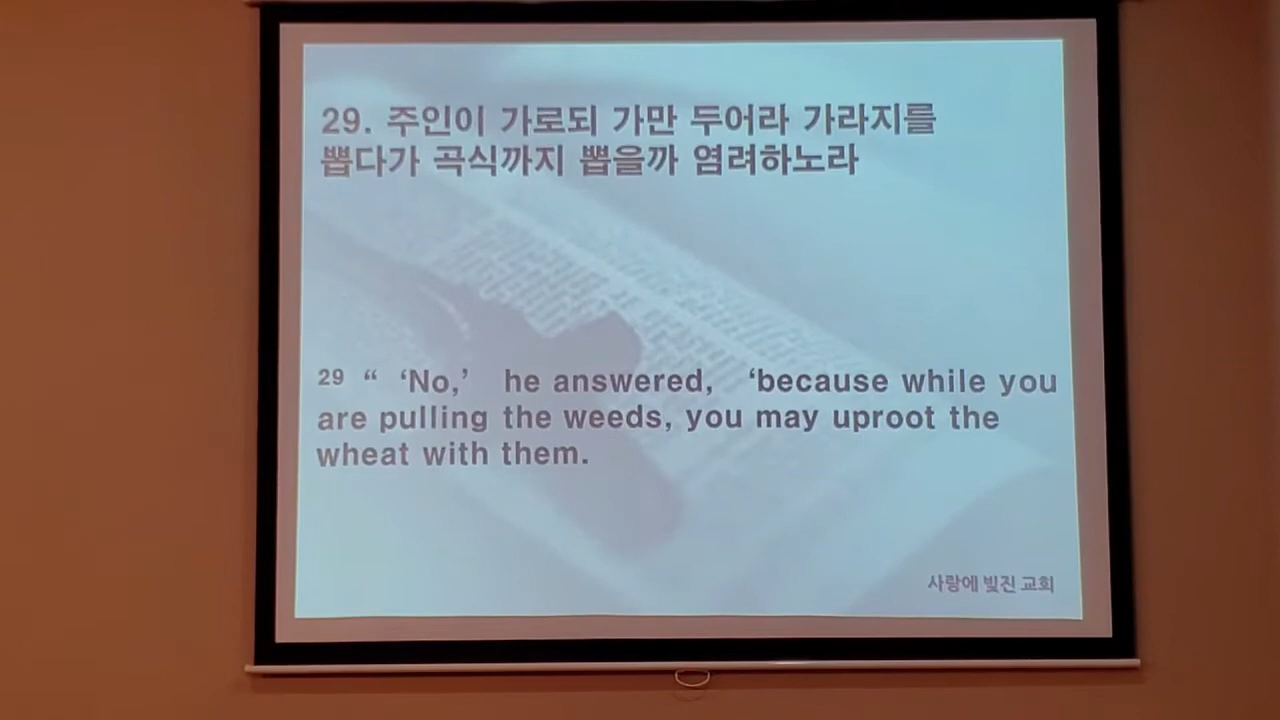 29. 주인이 가로되 가만 두어라 가라지를
뽑다가 곡식까지 뽑을까 염려하노라
29 “ ‘No,’ he answered, ‘because while you
are pulling the weeds, you may uproot the
wheat with them.
사랑에 빚진 교회